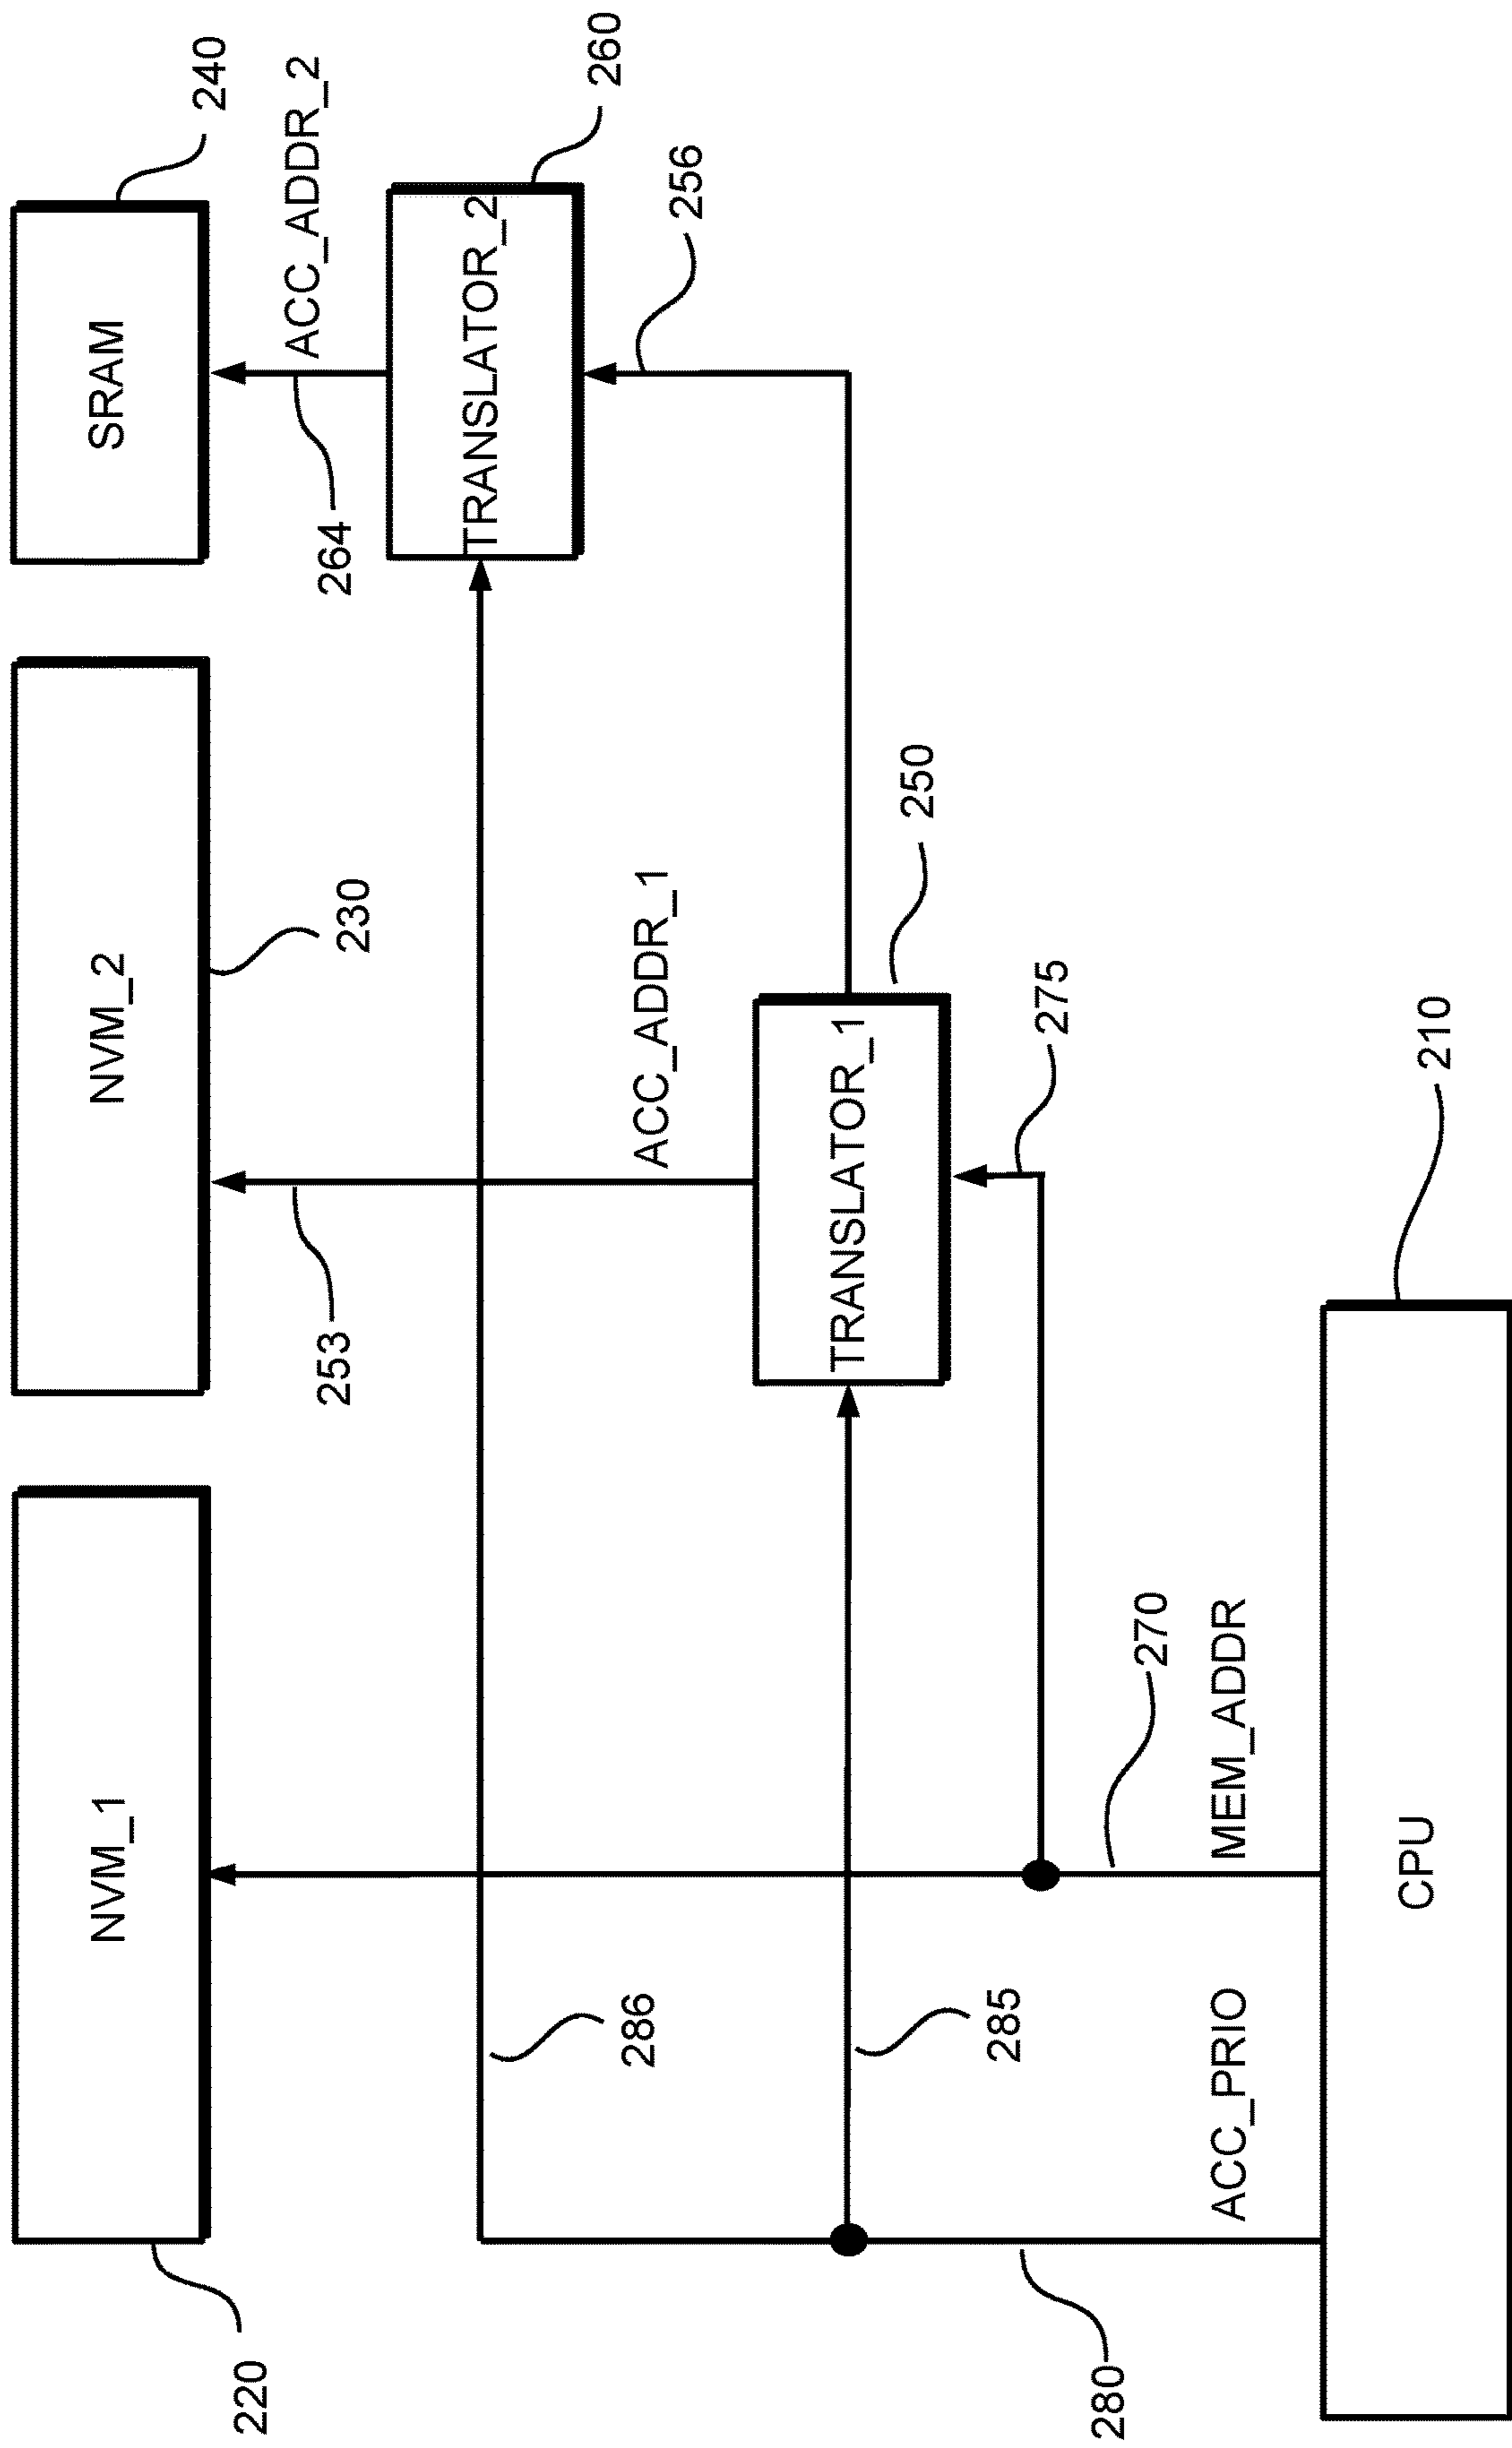 220
NVM_1
NVM_2
230
SRAM
240
253
264
ACC_ADDR_2
286
TRANSLATOR_2
260
ACC_ADDR_1
256
285
TRANSLATOR_1
250
280
270
275
ACC_PRIO
MEM_ADDR
CPU
210